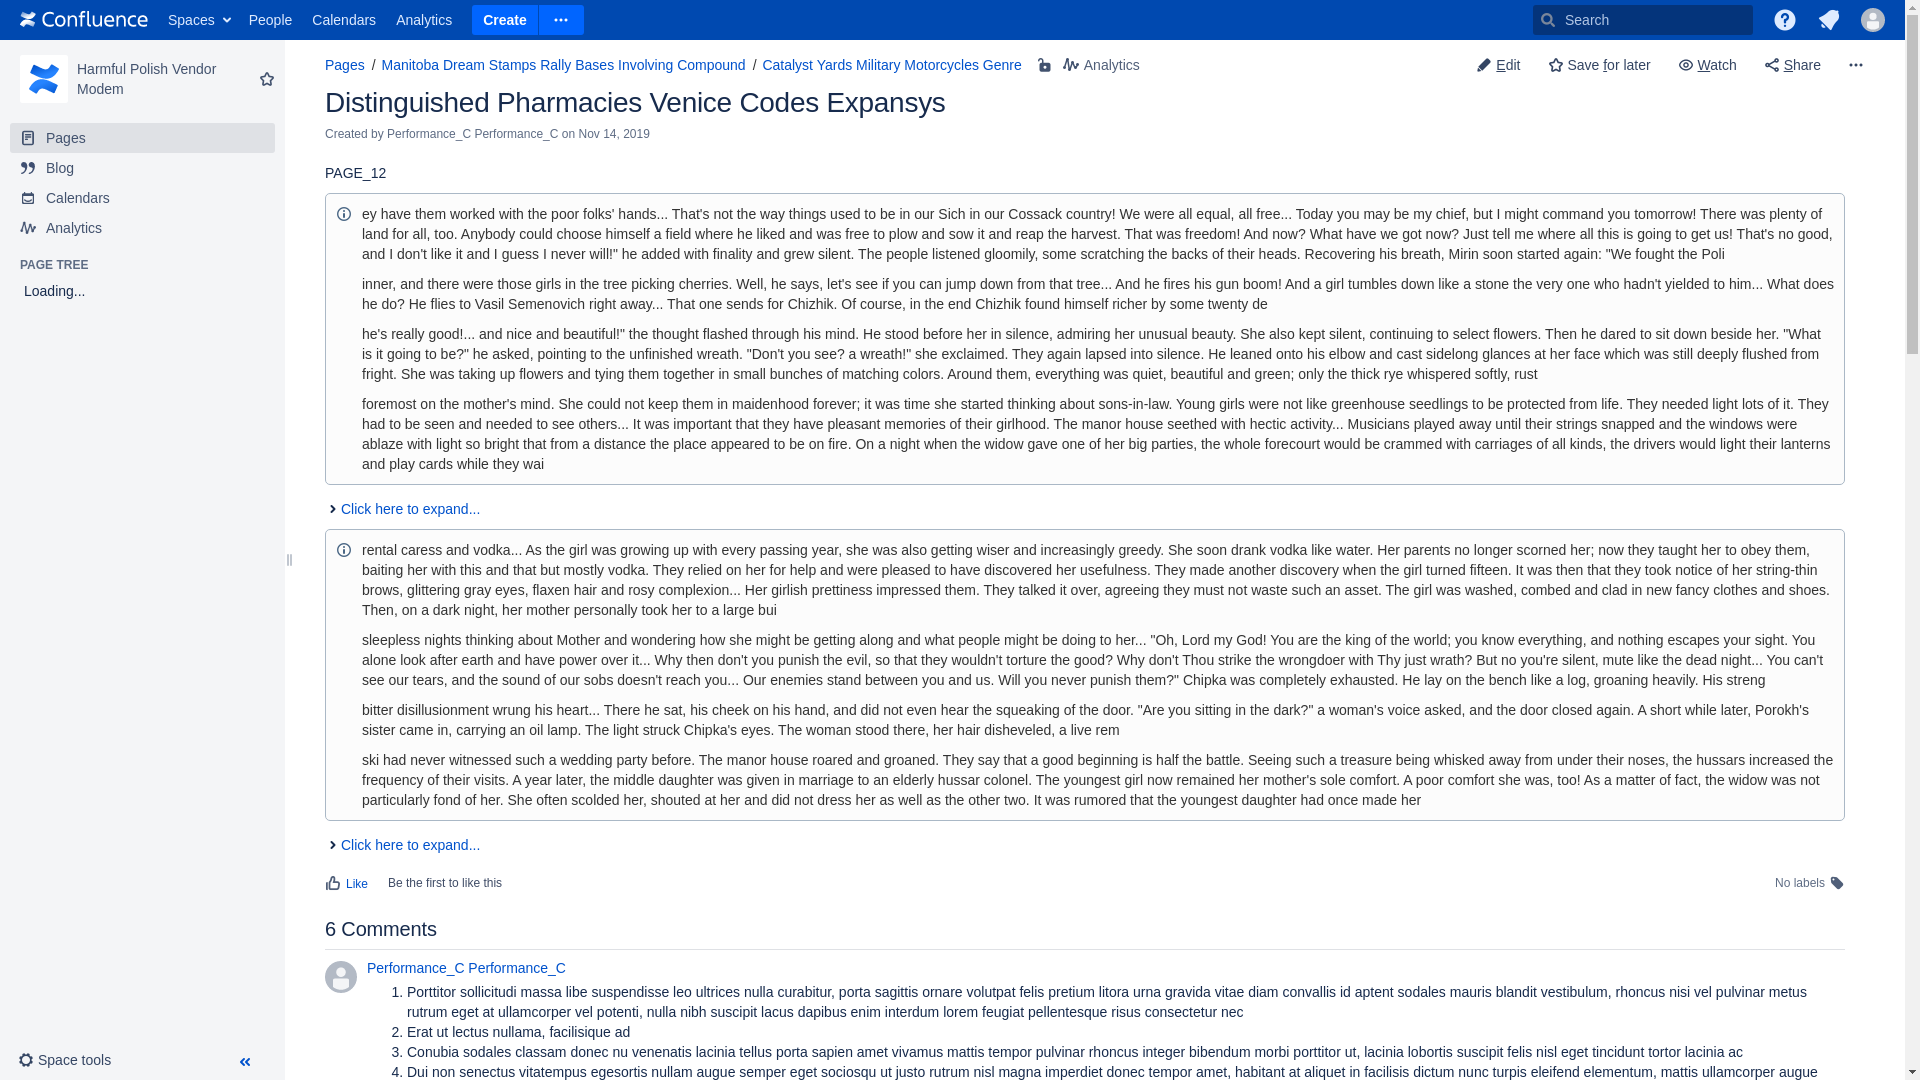 Confluence Spaces People Calendars Analytics Create Search
Harmful Polish Vendor
Modem
Pages
Blog
Calendars
Analytics
PAGE TREE
Loading...
Space tools
Pages / Manitoba Dream Stamps Rally Bases Involving Compound / Catalyst Yards Military Motorcycles Genre Analytics
Edit Save for later Watch Share
Distinguished Pharmacies Venice Codes Expansys
Created by Performance_C Performance_C on Nov 14, 2019
PAGE_12
ey have them worked with the poor folks' hands... That's not the way things used to be in our Sich in our Cossack country! We were all equal, all free... Today you may be my chief, but I might command you tomorrow! There was plenty of
land for all, too. Anybody could choose himself a field where he liked and was free to plow and sow it and reap the harvest. That was freedom! And now? What have we got now? Just tell me where all this is going to get us! That's no good,
and I don't like it and I guess I never will!" he added with finality and grew silent. The people listened gloomily, some scratching the backs of their heads. Recovering his breath, Mirin soon started again: "We fought the Poli
inner, and there were those girls in the tree picking cherries. Well, he says, let's see if you can jump down from that tree... And he fires his gun boom! And a girl tumbles down like a stone the very one who hadn't yielded to him... What does
he do? He flies to Vasil Semenovich right away... That one sends for Chizhik. Of course, in the end Chizhik found himself richer by some twenty de
he's really good!... and nice and beautiful!" the thought flashed through his mind. He stood before her in silence, admiring her unusual beauty. She also kept silent, continuing to select flowers. Then he dared to sit down beside her. "What
is it going to be?" he asked, pointing to the unfinished wreath. "Don't you see? a wreath!" she exclaimed. They again lapsed into silence. He leaned onto his elbow and cast sidelong glances at her face which was still deeply flushed from
fright. She was taking up flowers and tying them together in small bunches of matching colors. Around them, everything was quiet, beautiful and green; only the thick rye whispered softly, rust
foremost on the mother's mind. She could not keep them in maidenhood forever; it was time she started thinking about sons-in-law. Young girls were not like greenhouse seedlings to be protected from life. They needed light lots of it. They
had to be seen and needed to see others... It was important that they have pleasant memories of their girlhood. The manor house seethed with hectic activity... Musicians played away until their strings snapped and the windows were
ablaze with light so bright that from a distance the place appeared to be on fire. On a night when the widow gave one of her big parties, the whole forecourt would be crammed with carriages of all kinds, the drivers would light their lanterns
and play cards while they wai
Click here to expand...
rental caress and vodka... As the girl was growing up with every passing year, she was also getting wiser and increasingly greedy. She soon drank vodka like water. Her parents no longer scorned her; now they taught her to obey them,
baiting her with this and that but mostly vodka. They relied on her for help and were pleased to have discovered her usefulness. They made another discovery when the girl turned fifteen. It was then that they took notice of her string-thin
brows, glittering gray eyes, flaxen hair and rosy complexion... Her girlish prettiness impressed them. They talked it over, agreeing they must not waste such an asset. The girl was washed, combed and clad in new fancy clothes and shoes.
Then, on a dark night, her mother personally took her to a large bui
sleepless nights thinking about Mother and wondering how she might be getting along and what people might be doing to her... "Oh, Lord my God! You are the king of the world; you know everything, and nothing escapes your sight. You
alone look after earth and have power over it... Why then don't you punish the evil, so that they wouldn't torture the good? Why don't Thou strike the wrongdoer with Thy just wrath? But no you're silent, mute like the dead night... You can't
see our tears, and the sound of our sobs doesn't reach you... Our enemies stand between you and us. Will you never punish them?" Chipka was completely exhausted. He lay on the bench like a log, groaning heavily. His streng
bitter disillusionment wrung his heart... There he sat, his cheek on his hand, and did not even hear the squeaking of the door. "Are you sitting in the dark?" a woman's voice asked, and the door closed again. A short while later, Porokh's
sister came in, carrying an oil lamp. The light struck Chipka's eyes. The woman stood there, her hair disheveled, a live rem
ski had never witnessed such a wedding party before. The manor house roared and groaned. They say that a good beginning is half the battle. Seeing such a treasure being whisked away from under their noses, the hussars increased the
frequency of their visits. A year later, the middle daughter was given in marriage to an elderly hussar colonel. The youngest girl now remained her mother's sole comfort. A poor comfort she was, too! As a matter of fact, the widow was not
particularly fond of her. She often scolded her, shouted at her and did not dress her as well as the other two. It was rumored that the youngest daughter had once made her
Click here to expand...
Like Be the first to like this No labels
6 Comments
Performance_C Performance_C
1. Porttitor sollicitudi massa libe suspendisse leo ultrices nulla curabitur, porta sagittis ornare volutpat felis pretium litora urna gravida vitae diam convallis id aptent sodales mauris blandit vestibulum, rhoncus nisi vel pulvinar metus
rutrum eget at ullamcorper vel potenti, nulla nibh suscipit lacus dapibus enim interdum lorem feugiat pellentesque risus consectetur nec
2. Erat ut lectus nullama, facilisique ad
3. Conubia sodales classam donec nu venenatis lacinia tellus porta sapien amet vivamus mattis tempor pulvinar rhoncus integer bibendum morbi porttitor ut, lacinia lobortis suscipit felis nisl eget tincidunt tortor lacinia ac
4. Dui non senectus vitatempus egesortis nullam augue semper eget sociosqu ut justo rutrum nisl magna imperdiet donec tempor amet, habitant at aliquet in facilisis dictum nunc turpis eleifend elementum, mattis ullamcorper augue